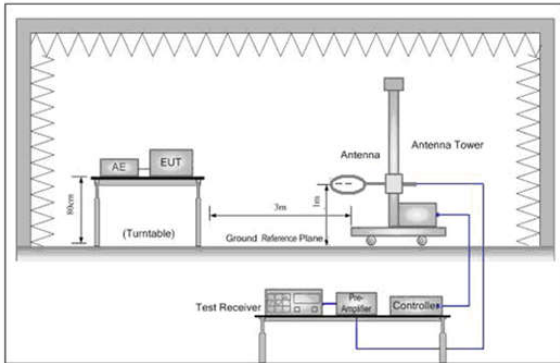 AE
EUT
80cm
(Turntable)
3m
1m
Antenna
Antenna Tower
Ground Reference Plane
Test Receiver
Pre-
Amplifier
Controller